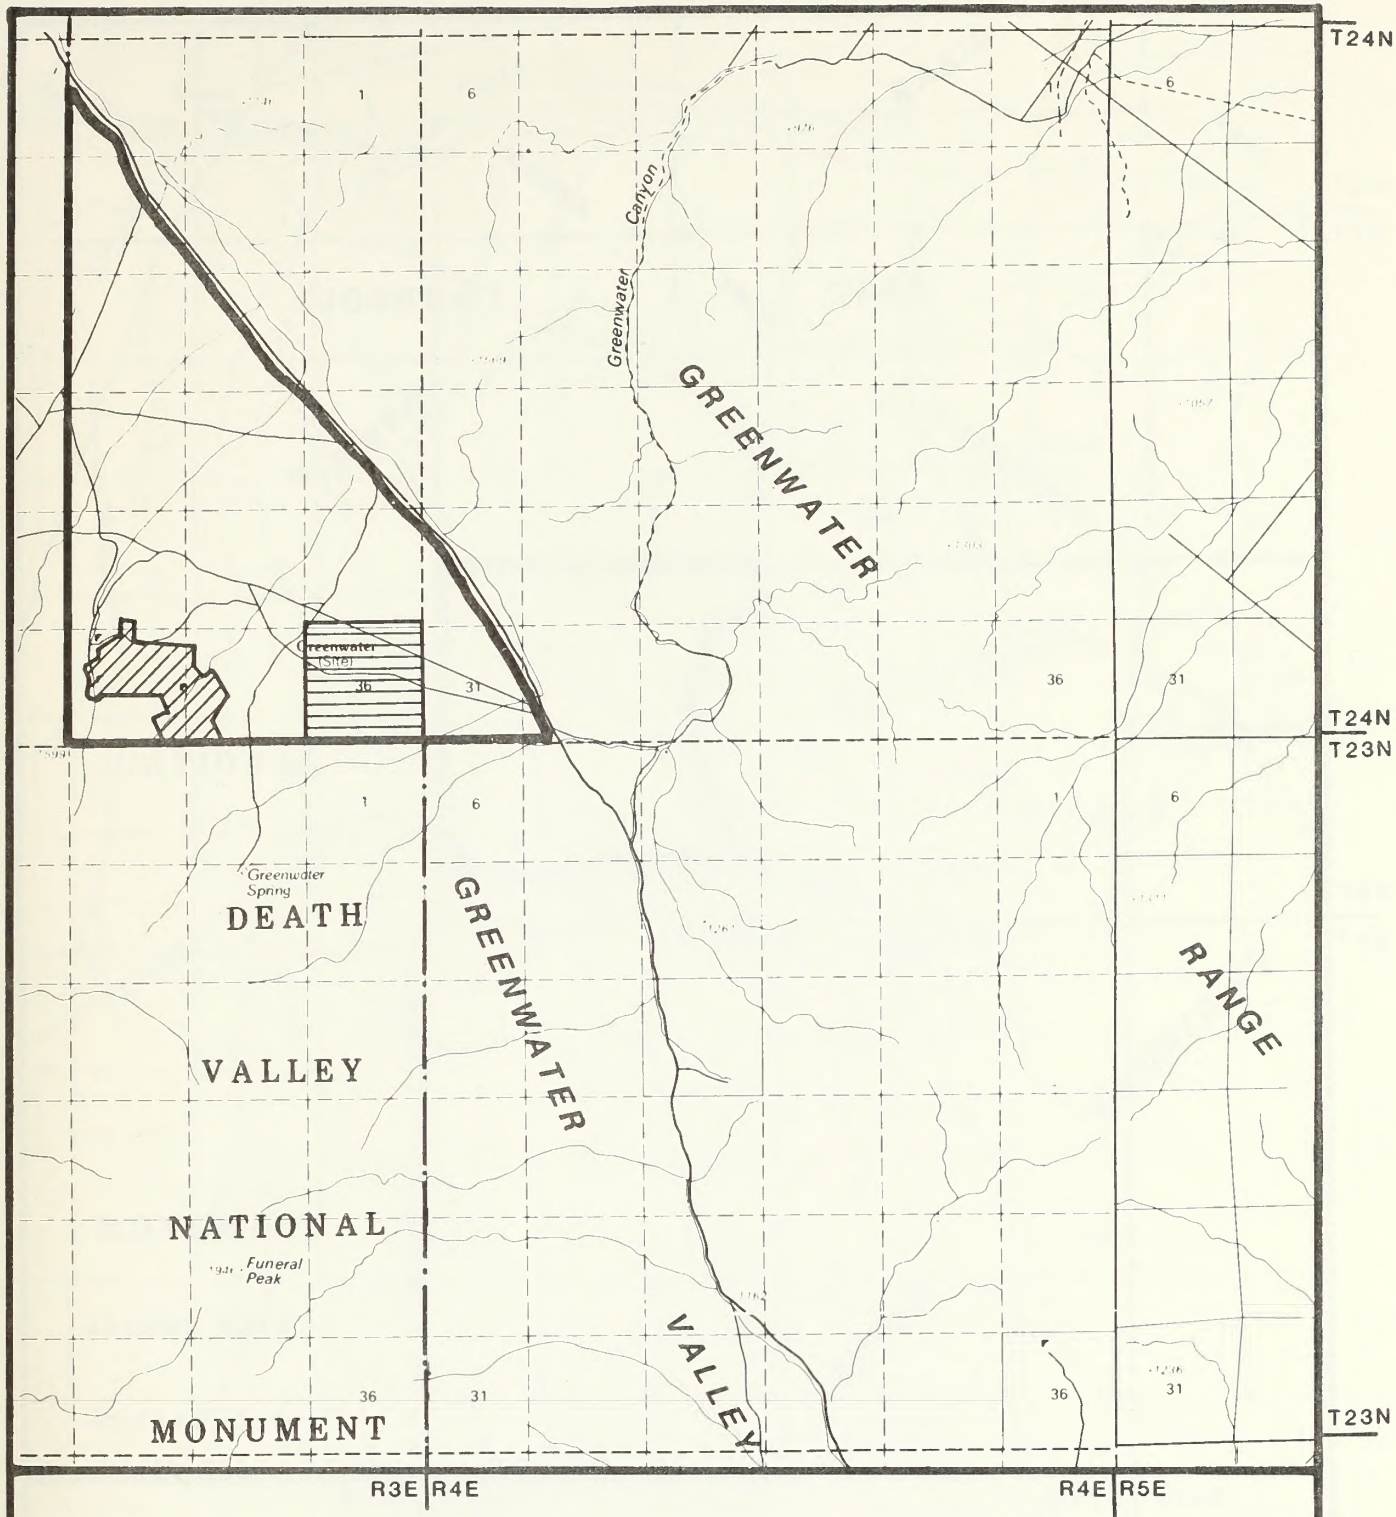 T24N
1
6
1
6
Greenwater Canyon
GREENWATER
Greenwater
(Site)
36
31
36
31
T24N
T23N
1
6
1
6
Greenwater
Spring
DEATH
GREENWATER
RANGE
VALLEY
NATIONAL
Funeral
Peak
VALLEY
36
31
36
31
MONUMENT
T23N
R3E R4E
R4E R5E